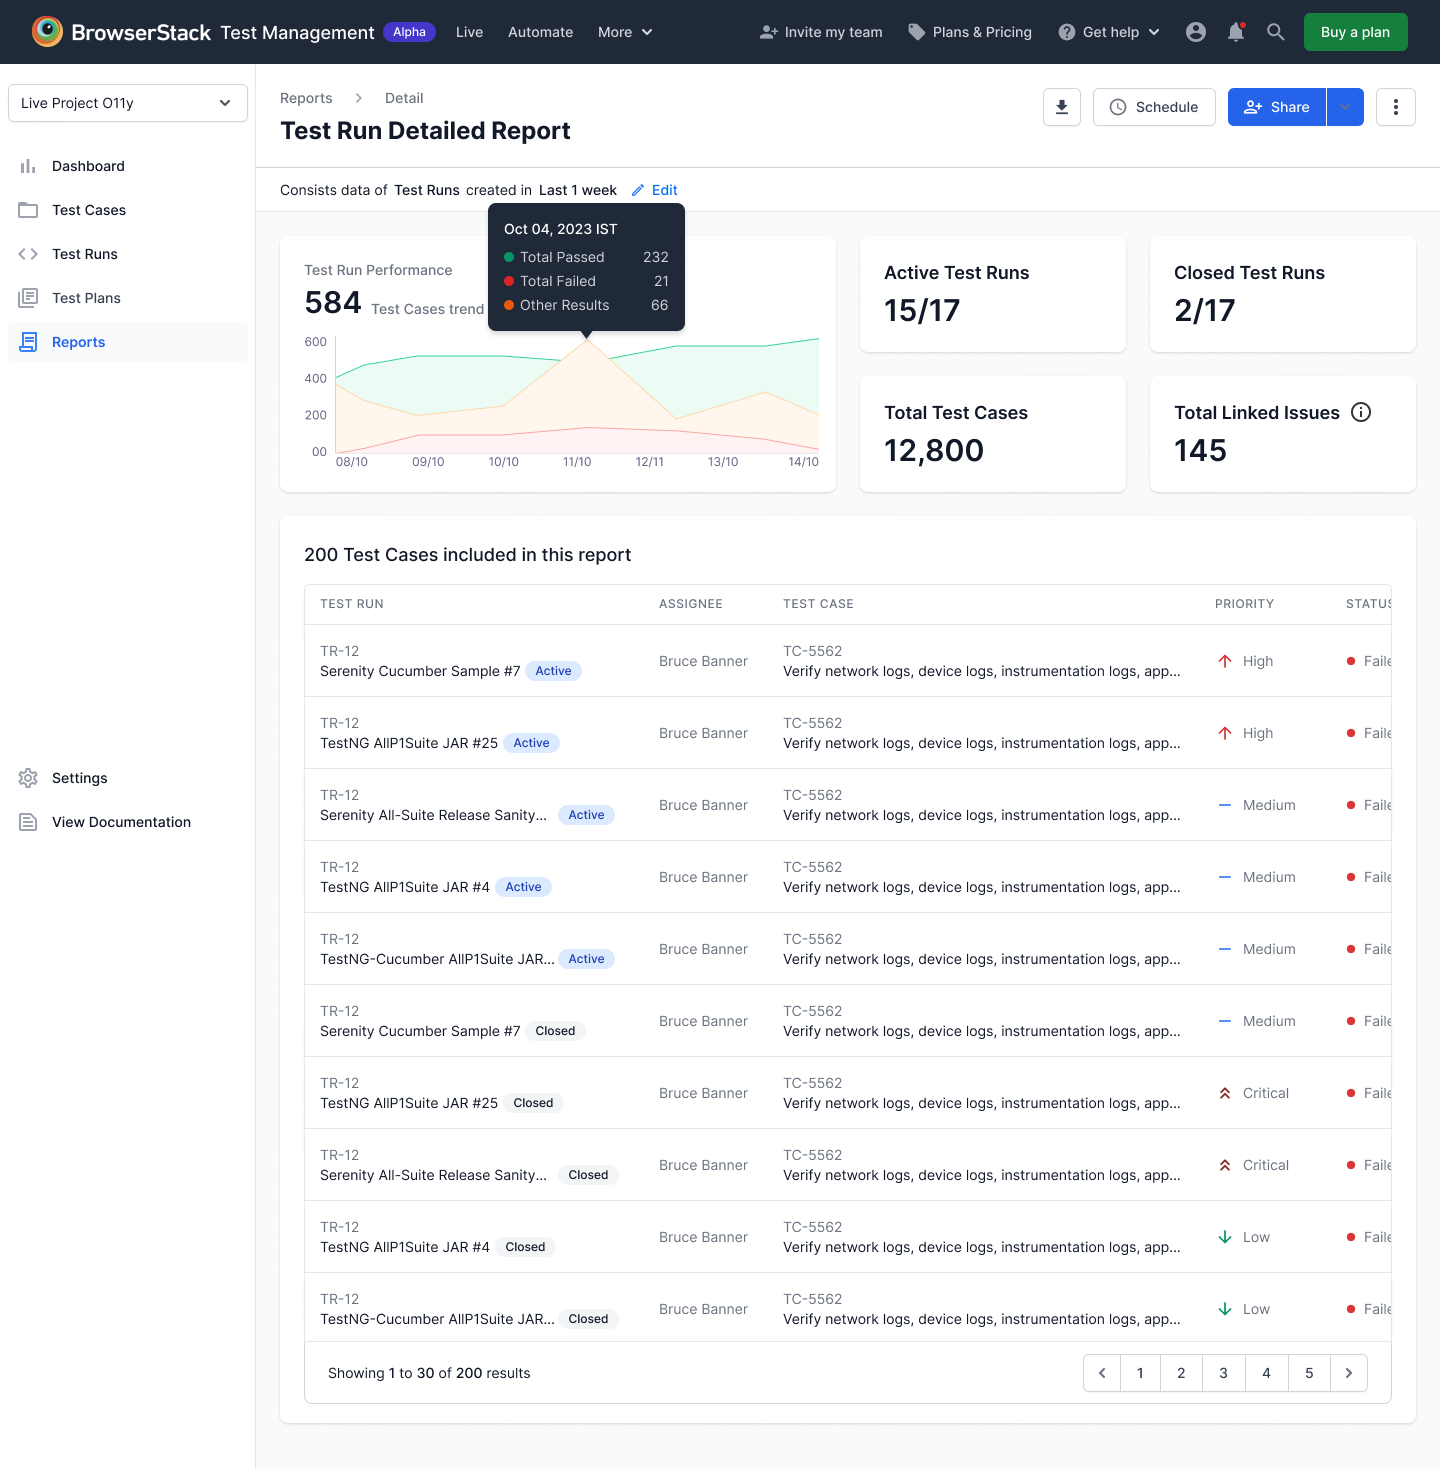 BrowserStack Test Management Alpha Live Automate More Invite my team Plans & Pricing Get help Buy a plan
Live Project O11y
Dashboard
Test Cases
Test Runs
Test Plans
Reports
Settings
View Documentation
Reports > Detail
Test Run Detailed Report
Schedule
Share
Consists data of Test Runs created in Last 1 week Edit
Test Run Performance
584 Test Cases trend
Oct 04, 2023 IST
Total Passed 232
Total Failed 21
Other Results 66
600
400
200
00
08/10 09/10 10/10 11/10 12/11 13/10 14/10
Active Test Runs
15/17
Closed Test Runs
2/17
Total Test Cases
12,800
Total Linked Issues
145
200 Test Cases included in this report
TEST RUN ASSIGNEE TEST CASE PRIORITY STATUS
TR-12 TC-5562
Serenity Cucumber Sample #7 Active Bruce Banner Verify network logs, device logs, instrumentation logs, app... High Faile
TR-12 TC-5562
TestNG AllP1Suite JAR #25 Active Bruce Banner Verify network logs, device logs, instrumentation logs, app... High Faile
TR-12 TC-5562
Serenity All-Suite Release Sanity... Active Bruce Banner Verify network logs, device logs, instrumentation logs, app... Medium Faile
TR-12 TC-5562
TestNG AllP1Suite JAR #4 Active Bruce Banner Verify network logs, device logs, instrumentation logs, app... Medium Faile
TR-12 TC-5562
TestNG-Cucumber AllP1Suite JAR... Active Bruce Banner Verify network logs, device logs, instrumentation logs, app... Medium Faile
TR-12 TC-5562
Serenity Cucumber Sample #7 Closed Bruce Banner Verify network logs, device logs, instrumentation logs, app... Medium Faile
TR-12 TC-5562
TestNG AllP1Suite JAR #25 Closed Bruce Banner Verify network logs, device logs, instrumentation logs, app... Critical Faile
TR-12 TC-5562
Serenity All-Suite Release Sanity... Closed Bruce Banner Verify network logs, device logs, instrumentation logs, app... Critical Faile
TR-12 TC-5562
TestNG AllP1Suite JAR #4 Closed Bruce Banner Verify network logs, device logs, instrumentation logs, app... Low Faile
TR-12 TC-5562
TestNG-Cucumber AllP1Suite JAR... Closed Bruce Banner Verify network logs, device logs, instrumentation logs, app... Low Faile
Showing 1 to 30 of 200 results 1 2 3 4 5